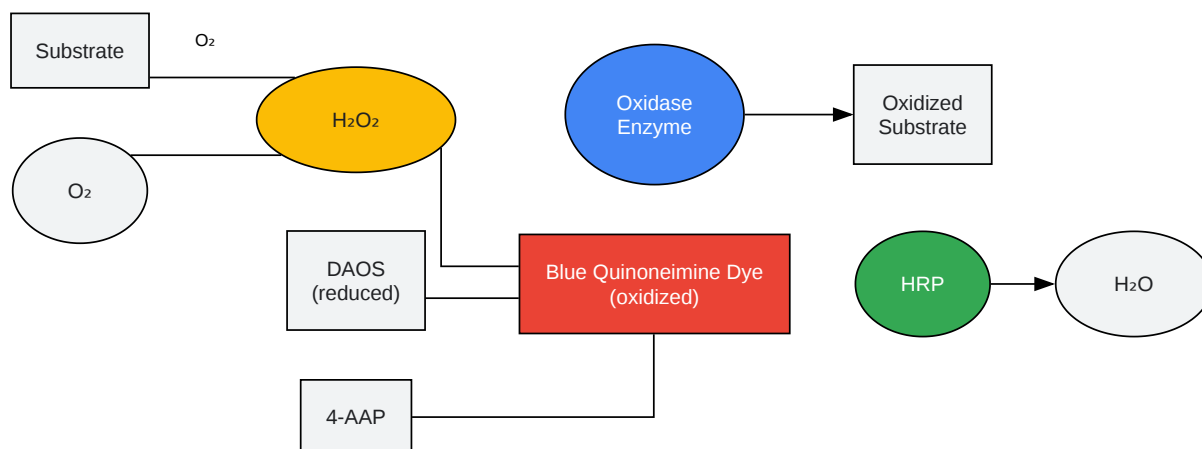 Substrate
O₂
H₂O₂
Oxidase
Enzyme
Oxidized
Substrate
O₂
DAOS
(reduced)
Blue Quinoneimine Dye
(oxidized)
HRP
H₂O
4-AAP